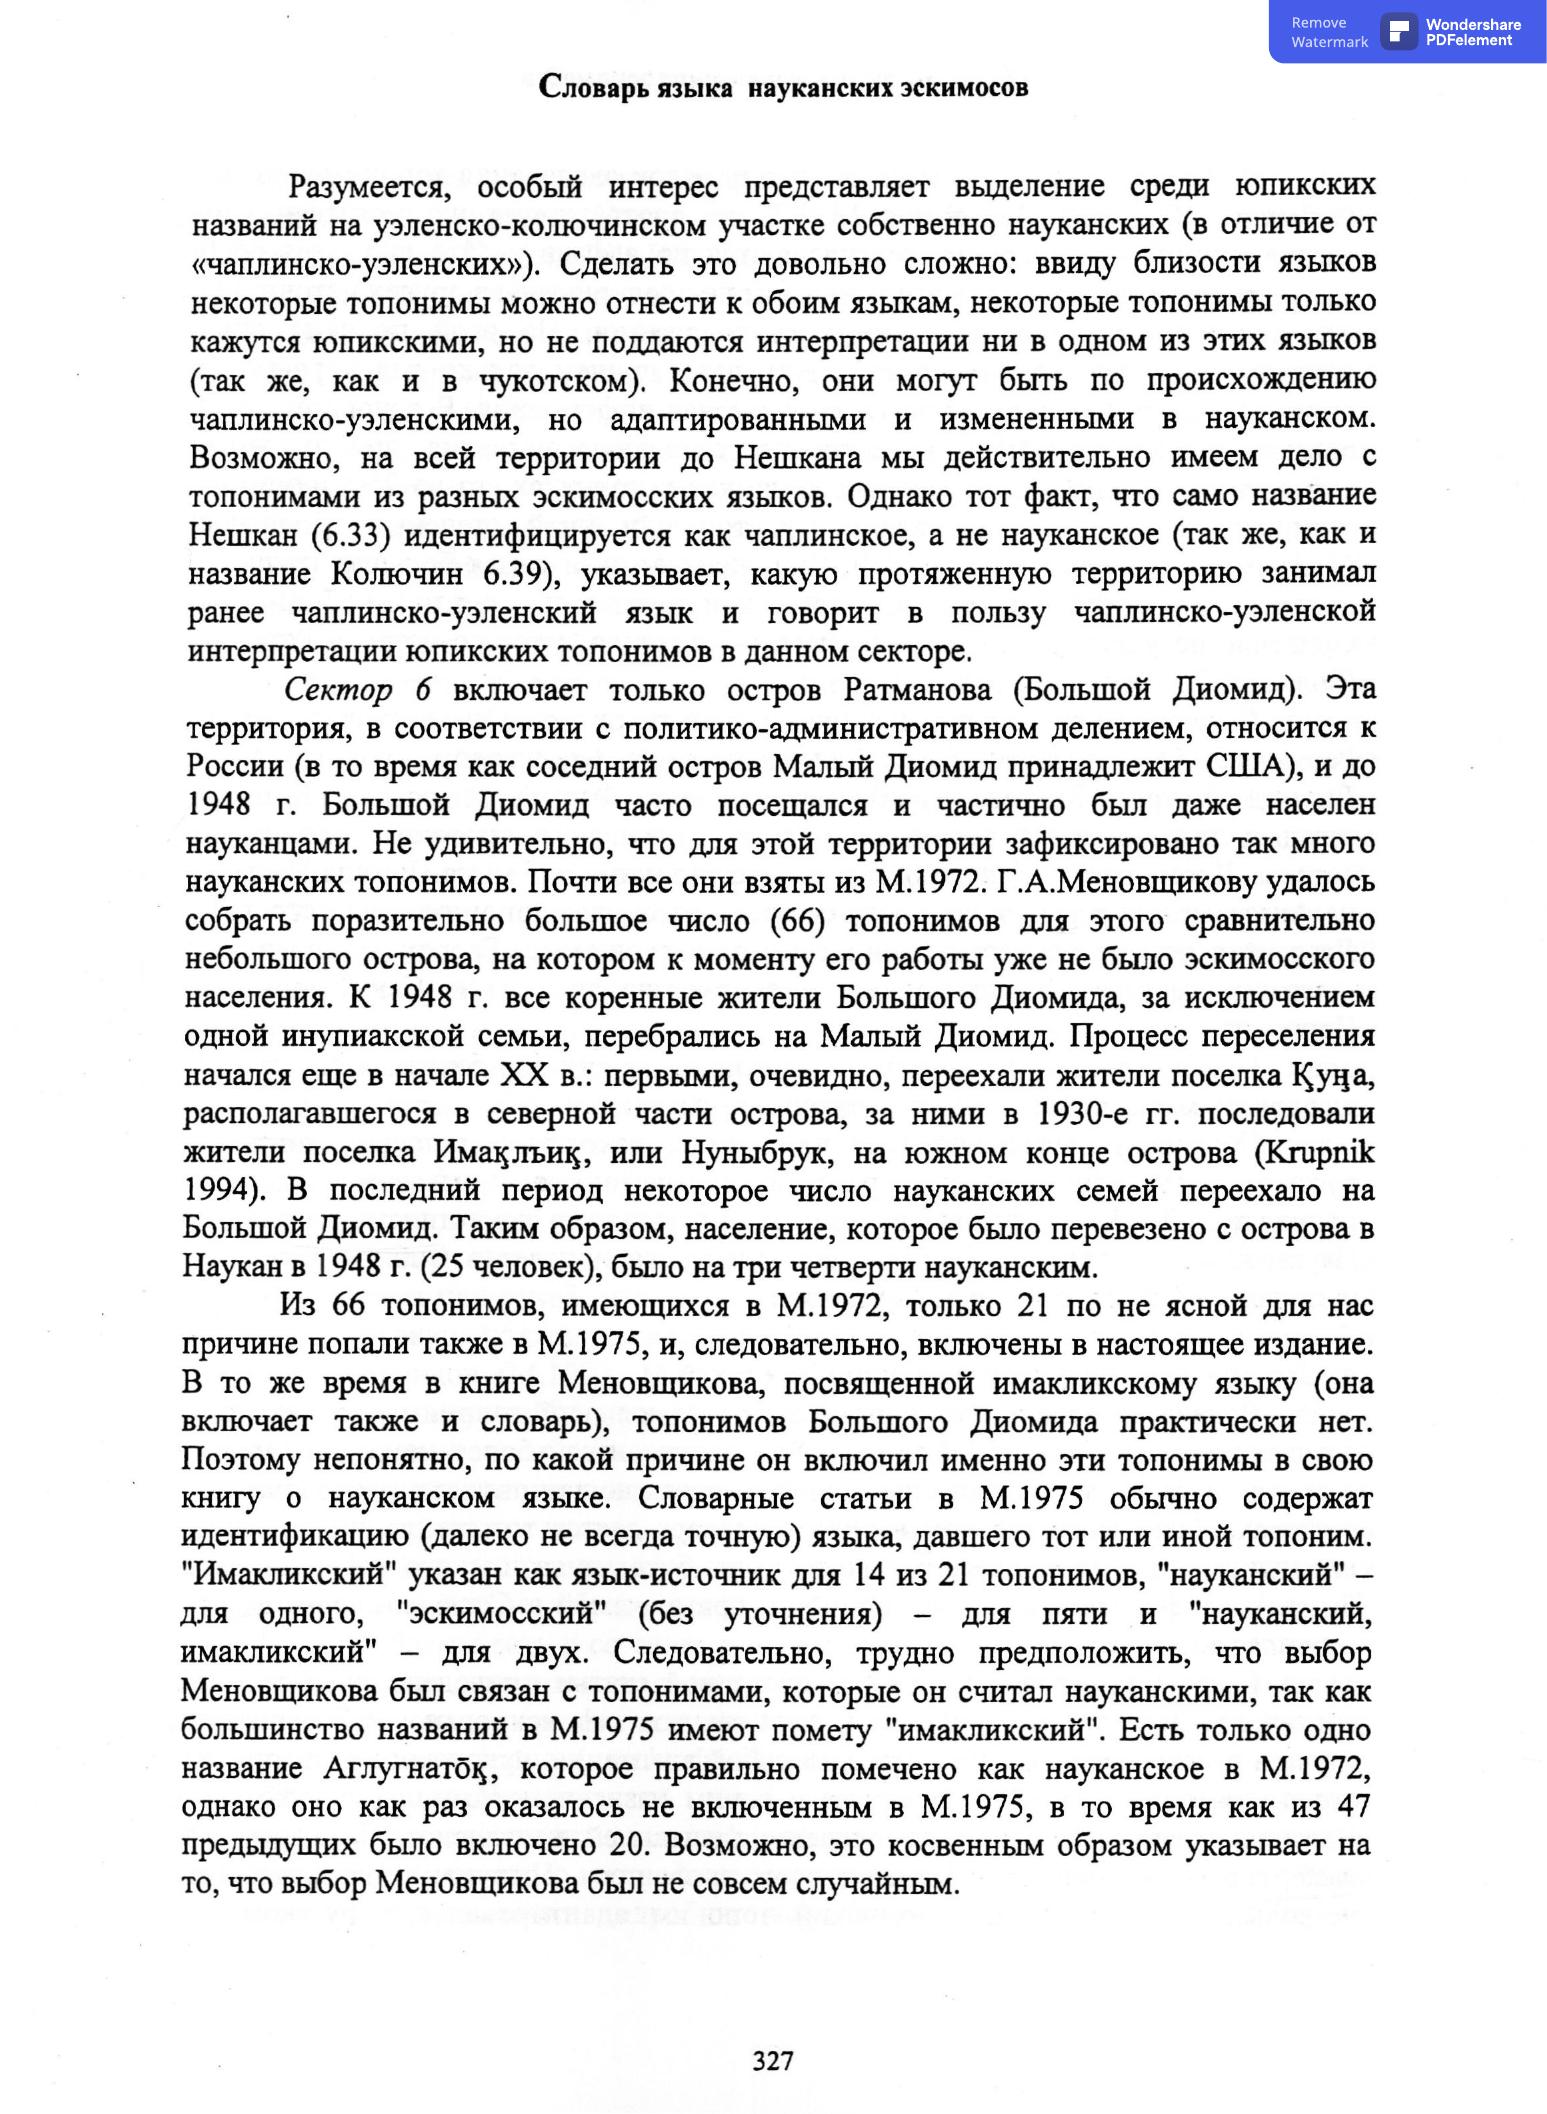 Remove
Watermark
Wondershare
PDFelement
Словарь языка науканских эскимосов
Разумеется, особый интерес представляет выделение среди юпикских
названий на уэленско-колючинском участке собственно науканских (в отличие от
«чаплинско-уэленских»). Сделать это довольно сложно: ввиду близости языков
некоторые топонимы можно отнести к обоим языкам, некоторые топонимы только
кажутся юпикскими, но не поддаются интерпретации ни в одном из этих языков
(так же, как и в чукотском). Конечно, они могут быть по происхождению
чаплинско-уэленскими, но адаптированными и измененными в науканском.
Возможно, на всей территории до Нешкана мы действительно имеем дело с
топонимами из разных эскимосских языков. Однако тот факт, что само название
Нешкан (6.33) идентифицируется как чаплинское, а не науканское (так же, как и
название Колючин 6.39), указывает, какую протяженную территорию занимал
ранее чаплинско-уэленский язык и говорит в пользу чаплинско-уэленской
интерпретации юпикских топонимов в данном секторе.
Сектор 6 включает только остров Ратманова (Большой Диомид). Эта
территория, в соответствии с политико-административном делением, относится к
России (в то время как соседний остров Малый Диомид принадлежит США), и до
1948 г. Большой Диомид часто посещался и частично был даже населен
науканцами. Не удивительно, что для этой территории зафиксировано так много
науканских топонимов. Почти все они взяты из М.1972. Г.А.Меновщикову удалось
собрать поразительно большое число (66) топонимов для этого сравнительно
небольшого острова, на котором к моменту его работы уже не было эскимосского
населения. К 1948 г. все коренные жители Большого Диомида, за исключением
одной инупиакской семьи, перебрались на Малый Диомид. Процесс переселения
начался еще в начале XX в.: первыми, очевидно, переехали жители поселка Ӄуӈа,
располагавшегося в северной части острова, за ними в 1930-е гг. последовали
жители поселка Имаӄлъиӄ, или Нуныбрук, на южном конце острова (Krupnik
1994). В последний период некоторое число науканских семей переехало на
Большой Диомид. Таким образом, население, которое было перевезено с острова в
Наукан в 1948 г. (25 человек), было на три четверти науканским.
Из 66 топонимов, имеющихся в М.1972, только 21 по не ясной для нас
причине попали также в М.1975, и, следовательно, включены в настоящее издание.
В то же время в книге Меновщикова, посвященной имакликскому языку (она
включает также и словарь), топонимов Большого Диомида практически нет.
Поэтому непонятно, по какой причине он включил именно эти топонимы в свою
книгу о науканском языке. Словарные статьи в М.1975 обычно содержат
идентификацию (далеко не всегда точную) языка, давшего тот или иной топоним.
"Имакликский" указан как язык-источник для 14 из 21 топонимов, "науканский" –
для одного, "эскимосский" (без уточнения) – для пяти и "науканский,
имакликский" – для двух. Следовательно, трудно предположить, что выбор
Меновщикова был связан с топонимами, которые он считал науканскими, так как
большинство названий в М.1975 имеют помету "имакликский". Есть только одно
название Аглугнато̄ӄ, которое правильно помечено как науканское в М.1972,
однако оно как раз оказалось не включенным в М.1975, в то время как из 47
предыдущих было включено 20. Возможно, это косвенным образом указывает на
то, что выбор Меновщикова был не совсем случайным.
327